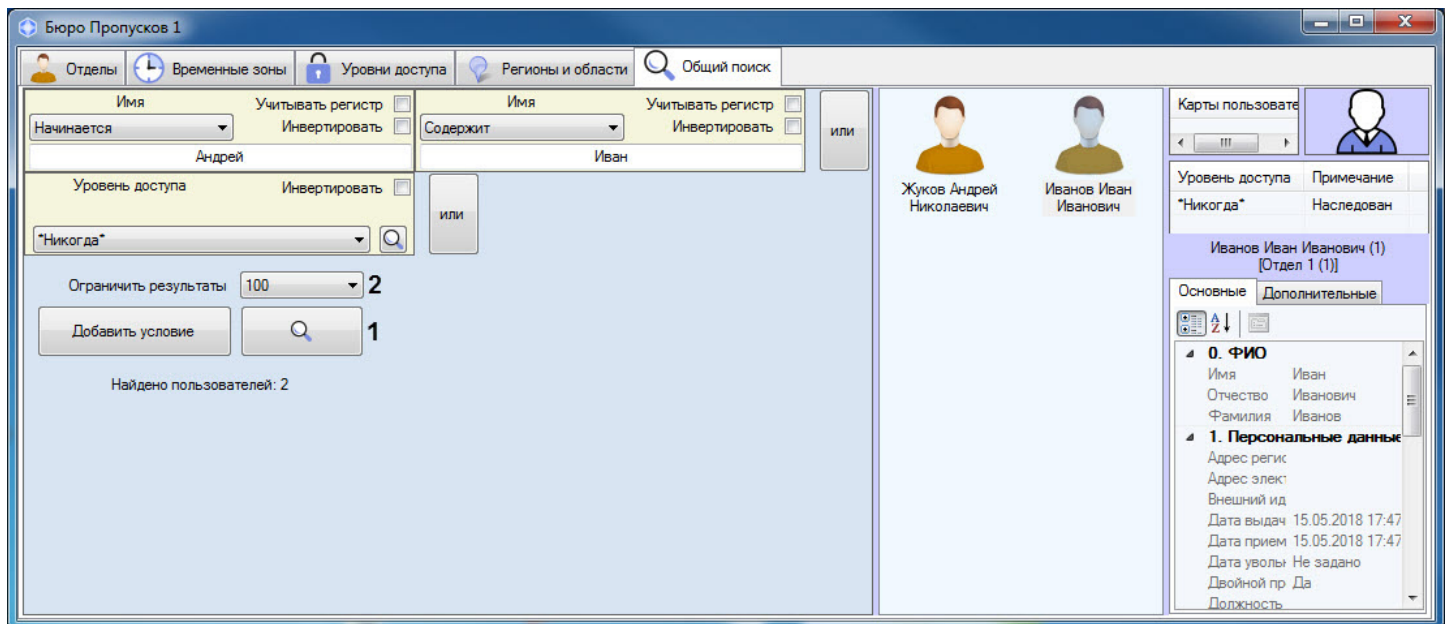 Бюро Пропусков 1
Отделы Временные зоны Уровни доступа Регионы и области Общий поиск
Имя Учитывать регистр Имя Учитывать регистр
Начинается Инвертировать Содержит Инвертировать или
Андрей Иван
Уровень доступа Инвертировать или
*Никогда*
Ограничить результаты 100 2
Добавить условие 1
Найдено пользователей: 2
Жуков Андрей
Николаевич
Иванов Иван
Иванович
Карты пользовате
Уровень доступа Примечание
*Никогда* Наследован
Иванов Иван Иванович (1)
[Отдел 1 (1)]
Основные Дополнительные
0. ФИО
Имя Иван
Отчество Иванович
Фамилия Иванов
1. Персональные данные
Адрес регис
Адрес элект
Внешний ид
Дата выдач 15.05.2018 17:47
Дата прием 15.05.2018 17:47
Дата уволь Не задано
Двойной пр Да
Должность